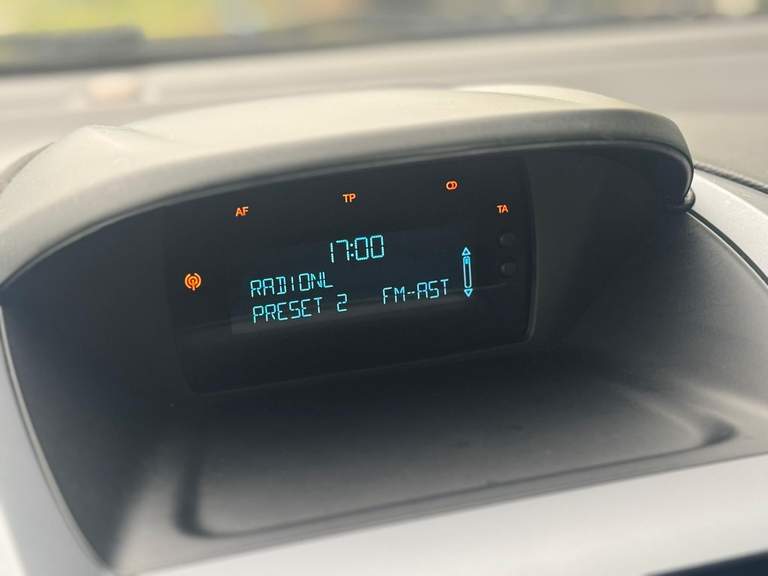 AF TP TA
17:00
RADIONL
PRESET 2 FM-AST